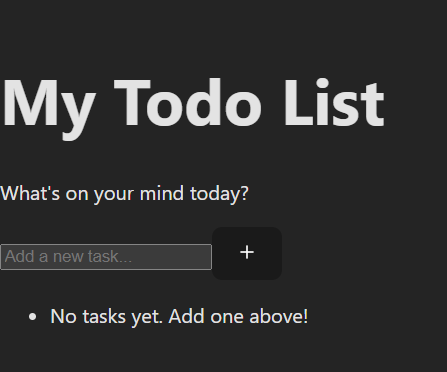 My Todo List
What's on your mind today?
Add a new task...
+
No tasks yet. Add one above!